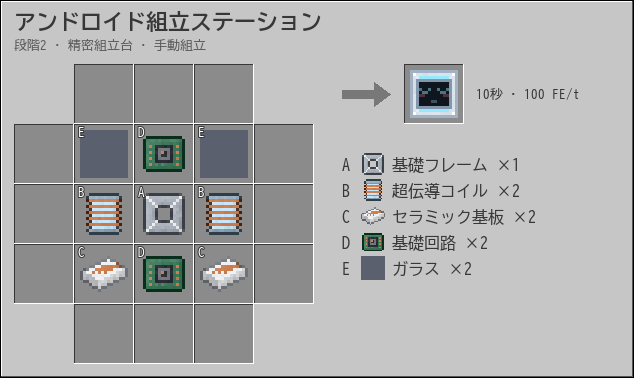 アンドロイド組立ステーション
段階2 · 精密組立台 · 手動組立
E D E
B A B
C D C
10秒 · 100 FE/t
A 基礎フレーム ×1
B 超伝導コイル ×2
C セラミック基板 ×2
D 基礎回路 ×2
E ガラス ×2